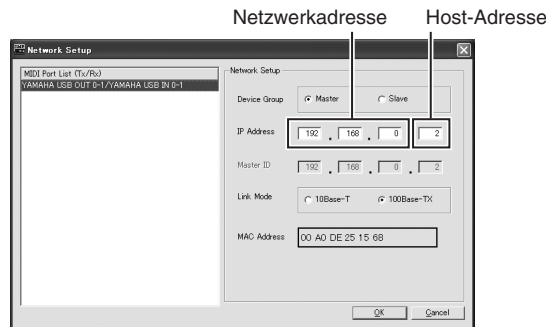 Netzwerkadresse Host-Adresse
Network Setup
MIDI Port List (Tx/Rx)
YAMAHA USB OUT 0-1/YAMAHA USB IN 0-1
Network Setup
Device Group Master Slave
IP Address 192 . 168 . 0 . 2
Master ID 192 . 168 . 0 . 2
Link Mode 10Base-T 100Base-TX
MAC Address 00 A0 DE 25 15 6B
OK Cancel